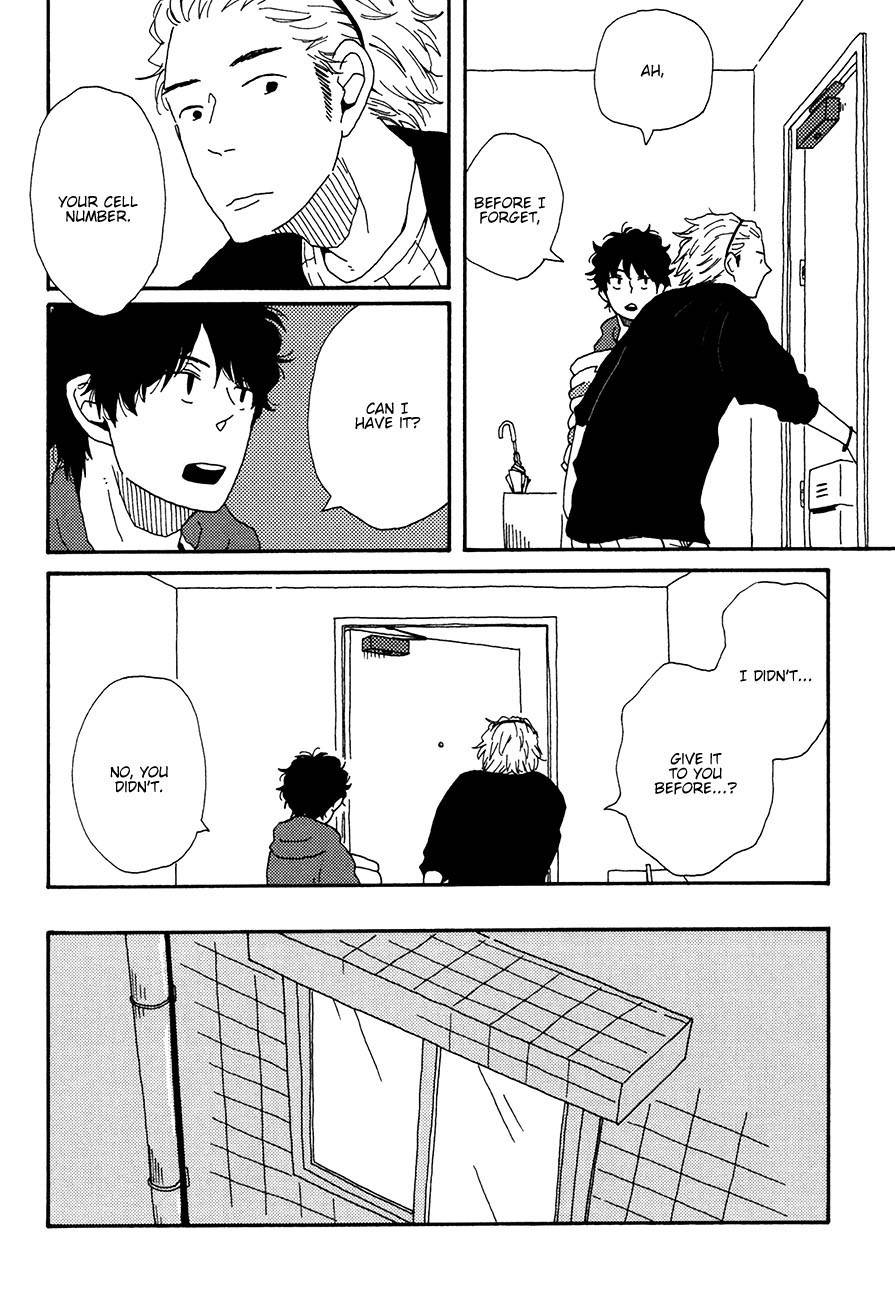 AH,
BEFORE I
FORGET,
YOUR CELL
NUMBER.
CAN I
HAVE IT?
I DIDN'T...
GIVE IT
TO YOU
BEFORE...?
NO, YOU
DIDN'T.